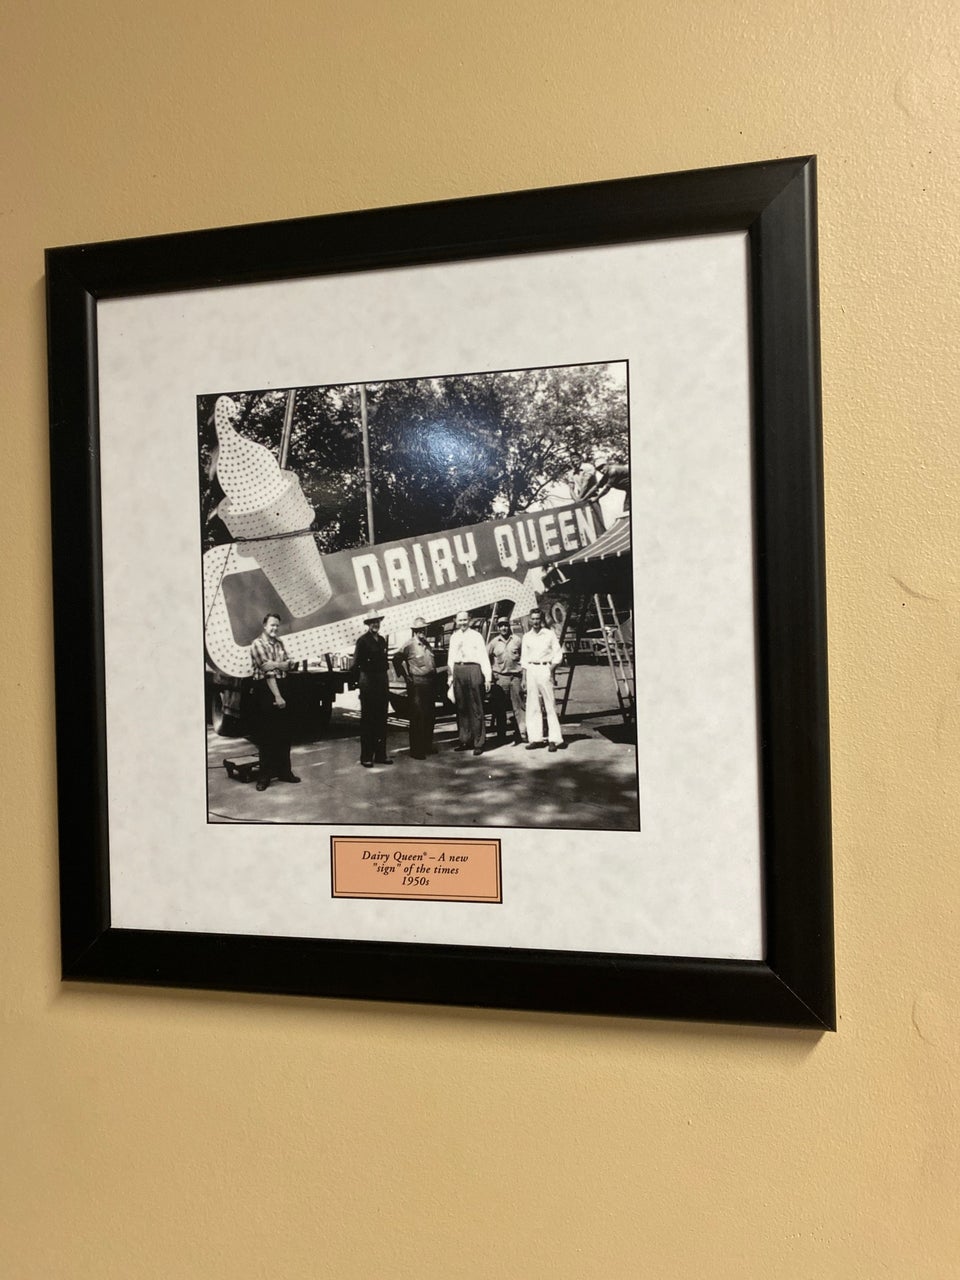 DAIRY QUEEN
Dairy Queen® – A new
"sign" of the times
1950s